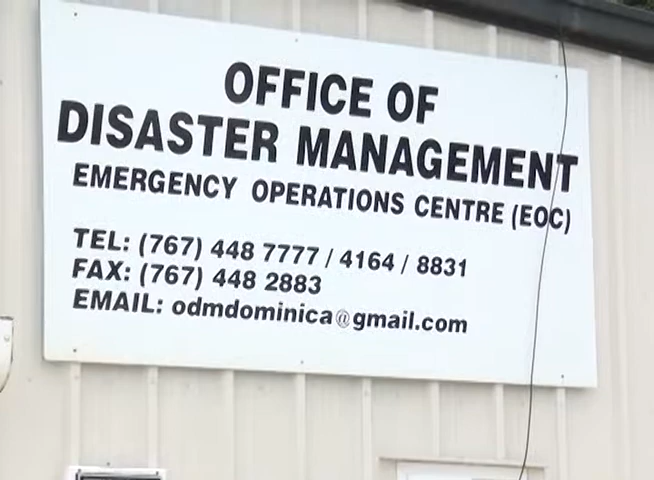 OFFICE OF
DISASTER MANAGEMENT
EMERGENCY OPERATIONS CENTRE (EOC)
TEL: (767) 448 7777 / 4164 / 8831
FAX: (767) 448 2883
EMAIL: odmdominica@gmail.com